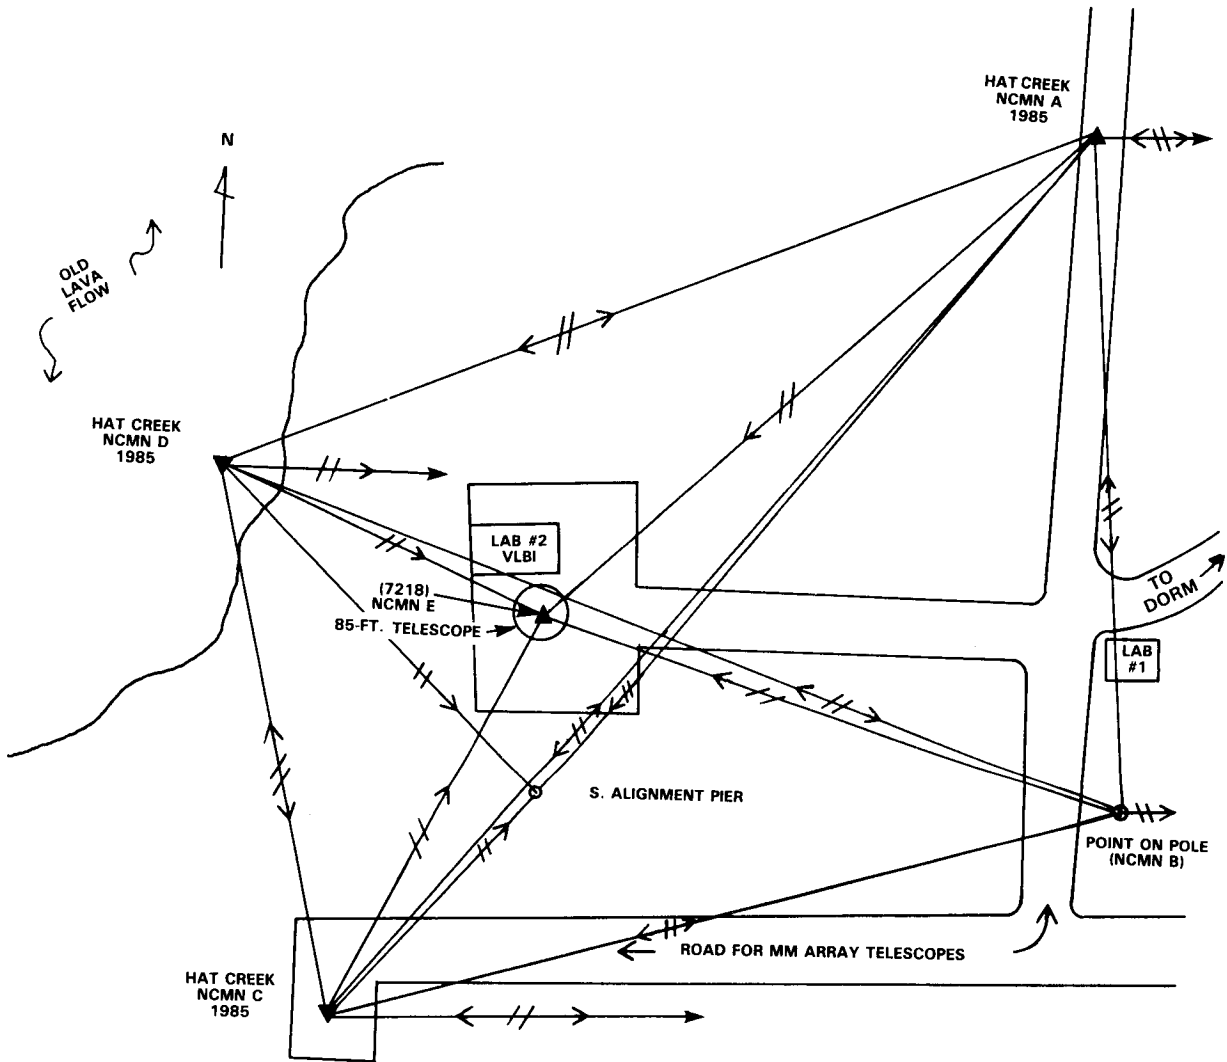 HAT CREEK
NCMN A
1985
N
OLD
LAVA
FLOW
HAT CREEK
NCMN D
1985
LAB #2
VLBI
(7218)
NCMN E
85-FT. TELESCOPE
TO
DORM
LAB
#1
S. ALIGNMENT PIER
POINT ON POLE
(NCMN B)
ROAD FOR MM ARRAY TELESCOPES
HAT CREEK
NCMN C
1985